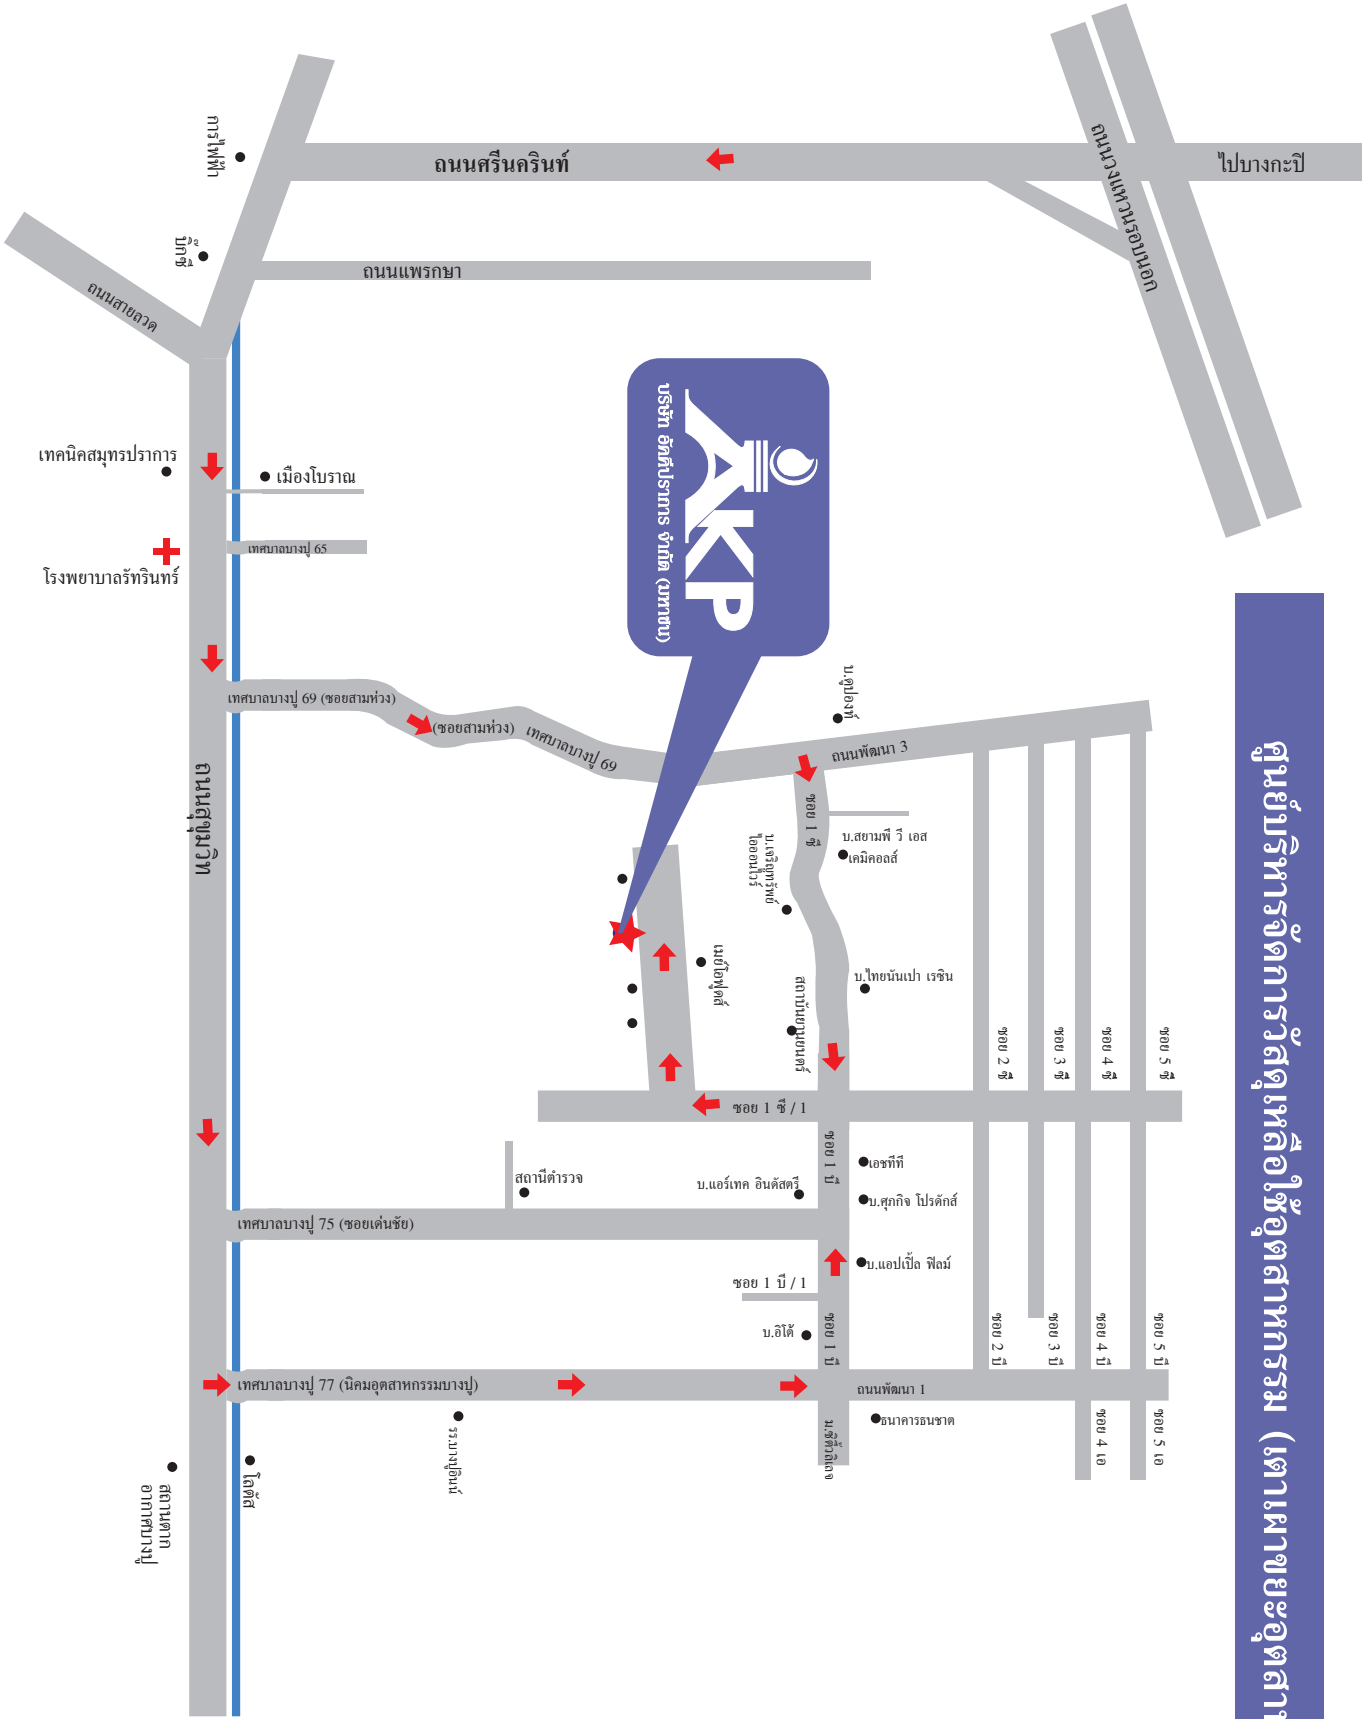 ไปบางกะปิ
ถนนศรีนครินท์
ถนนวงแหวนรอบนอก
การไฟฟ้า
บิ๊กซี
ถนนแพรกษา
ถนนสายลวด
AKP
บริษัท อัคคีปราการ จำกัด (มหาชน)
เทคนิคสมุทรปราการ
เมืองโบราณ
เทศบาลบางปู 65
โรงพยาบาลรัทรินทร์
เทศบาลบางปู 69 (ซอยสามห่วง)
(ซอยสามห่วง)
เทศบาลบางปู 69
บ.ดูปองท์
ถนนพัฒนา 3
ถนนสุขุมวิท
ซอย 1 ซี
บ.สยามพี วี เอส
เคมิคอลส์
บ.เจริญทรัพย์
ไอออนไวร์
เมย์โอฟูดส์
บ.ไทยนันเปา เรซิน
สถาบันยานยนตร์
ซอย 2 ซี
ซอย 3 ซี
ซอย 4 ซี
ซอย 5 ซี
ซอย 1 ซี / 1
ซอย 1 บี
เอชทีที
สถานีตำรวจ
บ.แอร์เทค อินดัสตรี
บ.ศุภกิจ โปรดักส์
เทศบาลบางปู 75 (ซอยเด่นชัย)
บ.แอปเปิ้ล ฟิลม์
ซอย 1 บี / 1
บ.อิโต้
ซอย 1 บี
ซอย 2 บี
ซอย 3 บี
ซอย 4 บี
ซอย 5 บี
เทศบาลบางปู 77 (นิคมอุตสาหกรรมบางปู)
ถนนพัฒนา 1
ธนาคารธนชาต
ซอย 4 เอ
ซอย 5 เอ
ม.ซิตี้วิลเลจ
รร.บางปูอินน์
โลตัส
สถานตาก
อากาศบางปู
ศูนย์บริหารจัดการวัสดุเหลือใช้อุตสาหกรรม (เตาเผาขยะอุตสา